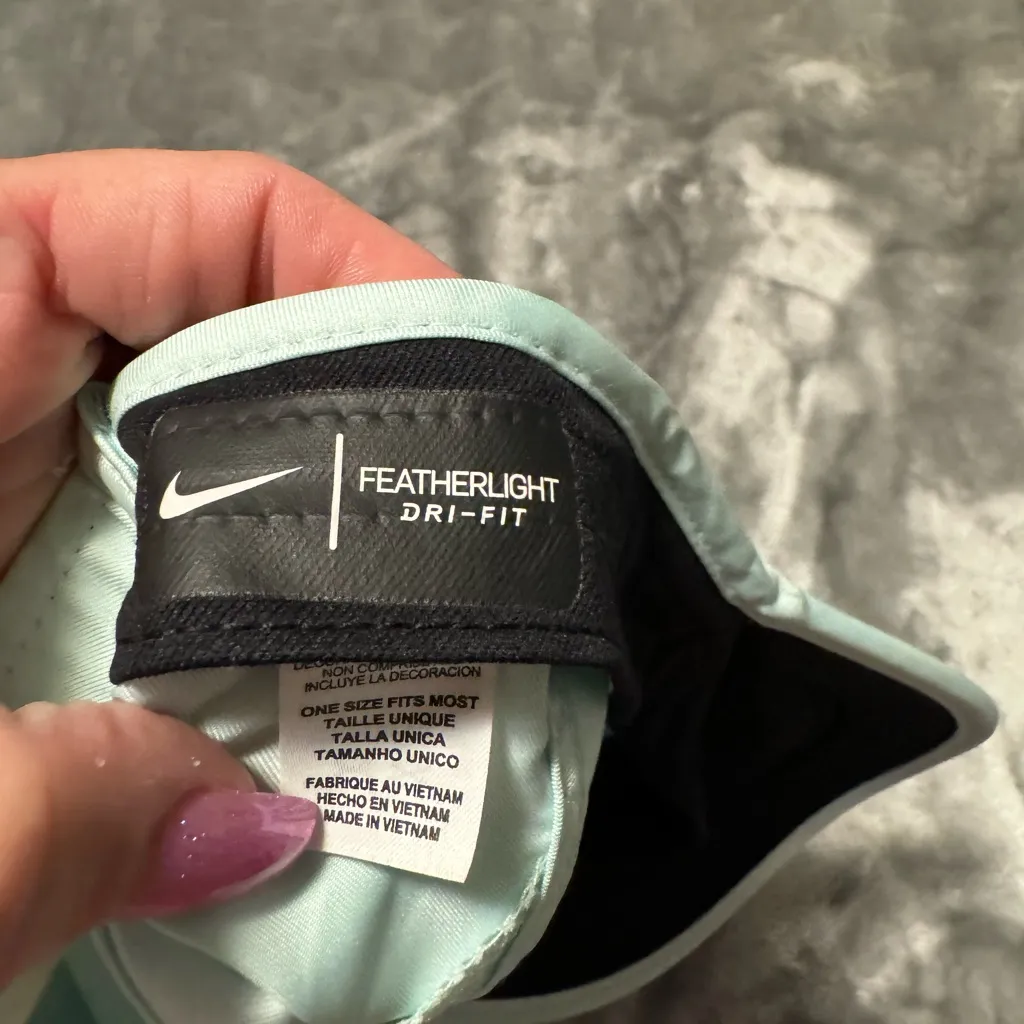 FEATHERLIGHT
DRI-FIT
NON COMPRISE
INCLUYE LA DECORACION
ONE SIZE FITS MOST
TAILLE UNIQUE
TALLA UNICA
TAMANHO UNICO
FABRIQUE AU VIETNAM
HECHO EN VIETNAM
MADE IN VIETNAM